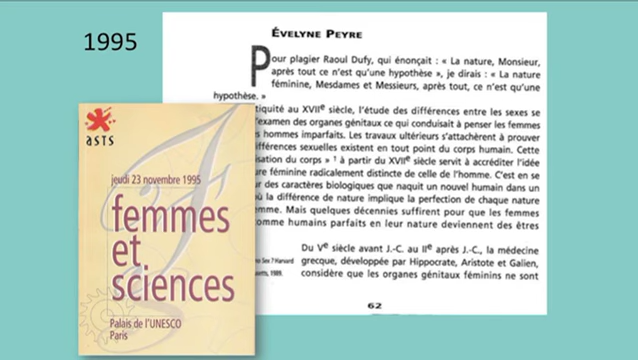 1995
ÉVELYNE PEYRE
Pour plagier Raoul Dufy, qui énonçait : « La nature, Monsieur,
après tout ce n'est qu'une hypothèse », je dirais : « La nature
féminine, Mesdames et Messieurs, après tout, ce n'est qu'une
hypothèse. »
tiquité au XVIIe siècle, l'étude des différences entre les sexes se
l'examen des organes génitaux ce qui conduisait à penser les femmes
s hommes imparfaits. Les travaux ultérieurs s'attachèrent à prouver
ifférences sexuelles existent en tout point du corps humain. Cette
isation du corps » 1 à partir du XVIIe siècle servit à accréditer l'idée
ure féminine radicalement distincte de celle de l'homme. C'est en se
r des caractères biologiques que naquit un nouvel humain dans un
où la différence de nature implique la perfection de chaque nature
emme. Mais quelques décennies suffirent pour que les femmes
omme humains parfaits en leur nature deviennent des êtres
Du Ve siècle avant J.-C. au IIe après J.-C., la médecine
grecque, développée par Hippocrate, Aristote et Galien,
considère que les organes génitaux féminins ne sont
Sex ? Harvard
1989.
62
asts
jeudi 23 novembre 1995
femmes
et
sciences
Palais de l'UNESCO
Paris